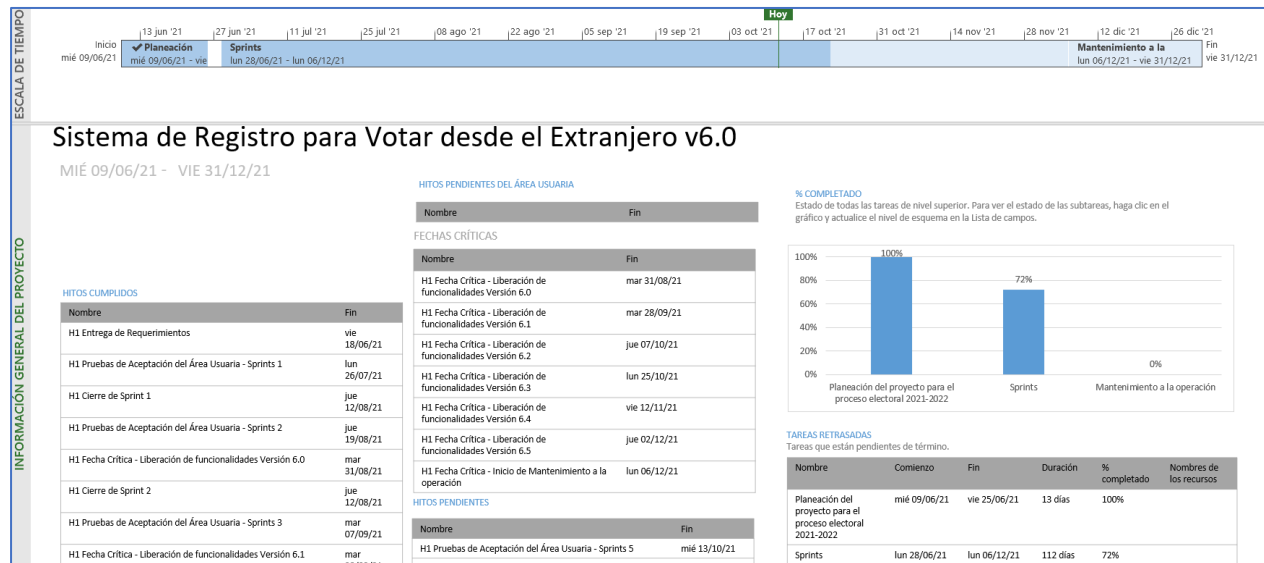 ESCALA DE TIEMPO
Hoy
13 jun '21 27 jun '21 11 jul '21 25 jul '21 08 ago '21 22 ago '21 05 sep '21 19 sep '21 03 oct '21 17 oct '21 31 oct '21 14 nov '21 28 nov '21 12 dic '21 26 dic '21
Inicio
mié 09/06/21
✔ Planeación
mié 09/06/21 - vie
Sprints
lun 28/06/21 - lun 06/12/21
Mantenimiento a la
lun 06/12/21 - vie 31/12/21
Fin
vie 31/12/21
INFORMACIÓN GENERAL DEL PROYECTO
Sistema de Registro para Votar desde el Extranjero v6.0
MIÉ 09/06/21 - VIE 31/12/21
HITOS CUMPLIDOS
Nombre Fin
H1 Entrega de Requerimientos vie
18/06/21
H1 Pruebas de Aceptación del Área Usuaria - Sprints 1 lun
26/07/21
H1 Cierre de Sprint 1 jue
12/08/21
H1 Pruebas de Aceptación del Área Usuaria - Sprints 2 jue
19/08/21
H1 Fecha Crítica - Liberación de funcionalidades Versión 6.0 mar
31/08/21
H1 Cierre de Sprint 2 jue
12/08/21
H1 Pruebas de Aceptación del Área Usuaria - Sprints 3 mar
07/09/21
H1 Fecha Crítica - Liberación de funcionalidades Versión 6.1 mar
HITOS PENDIENTES DEL ÁREA USUARIA
Nombre Fin
FECHAS CRÍTICAS
Nombre Fin
H1 Fecha Crítica - Liberación de mar 31/08/21
funcionalidades Versión 6.0
H1 Fecha Crítica - Liberación de mar 28/09/21
funcionalidades Versión 6.1
H1 Fecha Crítica - Liberación de jue 07/10/21
funcionalidades Versión 6.2
H1 Fecha Crítica - Liberación de lun 25/10/21
funcionalidades Versión 6.3
H1 Fecha Crítica - Liberación de vie 12/11/21
funcionalidades Versión 6.4
H1 Fecha Crítica - Liberación de jue 02/12/21
funcionalidades Versión 6.5
H1 Fecha Crítica - Inicio de Mantenimiento a la lun 06/12/21
operación
HITOS PENDIENTES
Nombre Fin
H1 Pruebas de Aceptación del Área Usuaria - Sprints 5 mié 13/10/21
% COMPLETADO
Estado de todas las tareas de nivel superior. Para ver el estado de las subtareas, haga clic en el
gráfico y actualice el nivel de esquema en la Lista de campos.
100%
80%
60%
40%
20%
0%
100%
72%
0%
Planeación del proyecto para el
proceso electoral 2021-2022
Sprints
Mantenimiento a la operación
TAREAS RETRASADAS
Tareas que están pendientes de término.
Nombre Comienzo Fin Duración % Nombres de
completado los recursos
Planeación del mié 09/06/21 vie 25/06/21 13 días 100%
proyecto para el
proceso electoral
2021-2022
Sprints lun 28/06/21 lun 06/12/21 112 días 72%